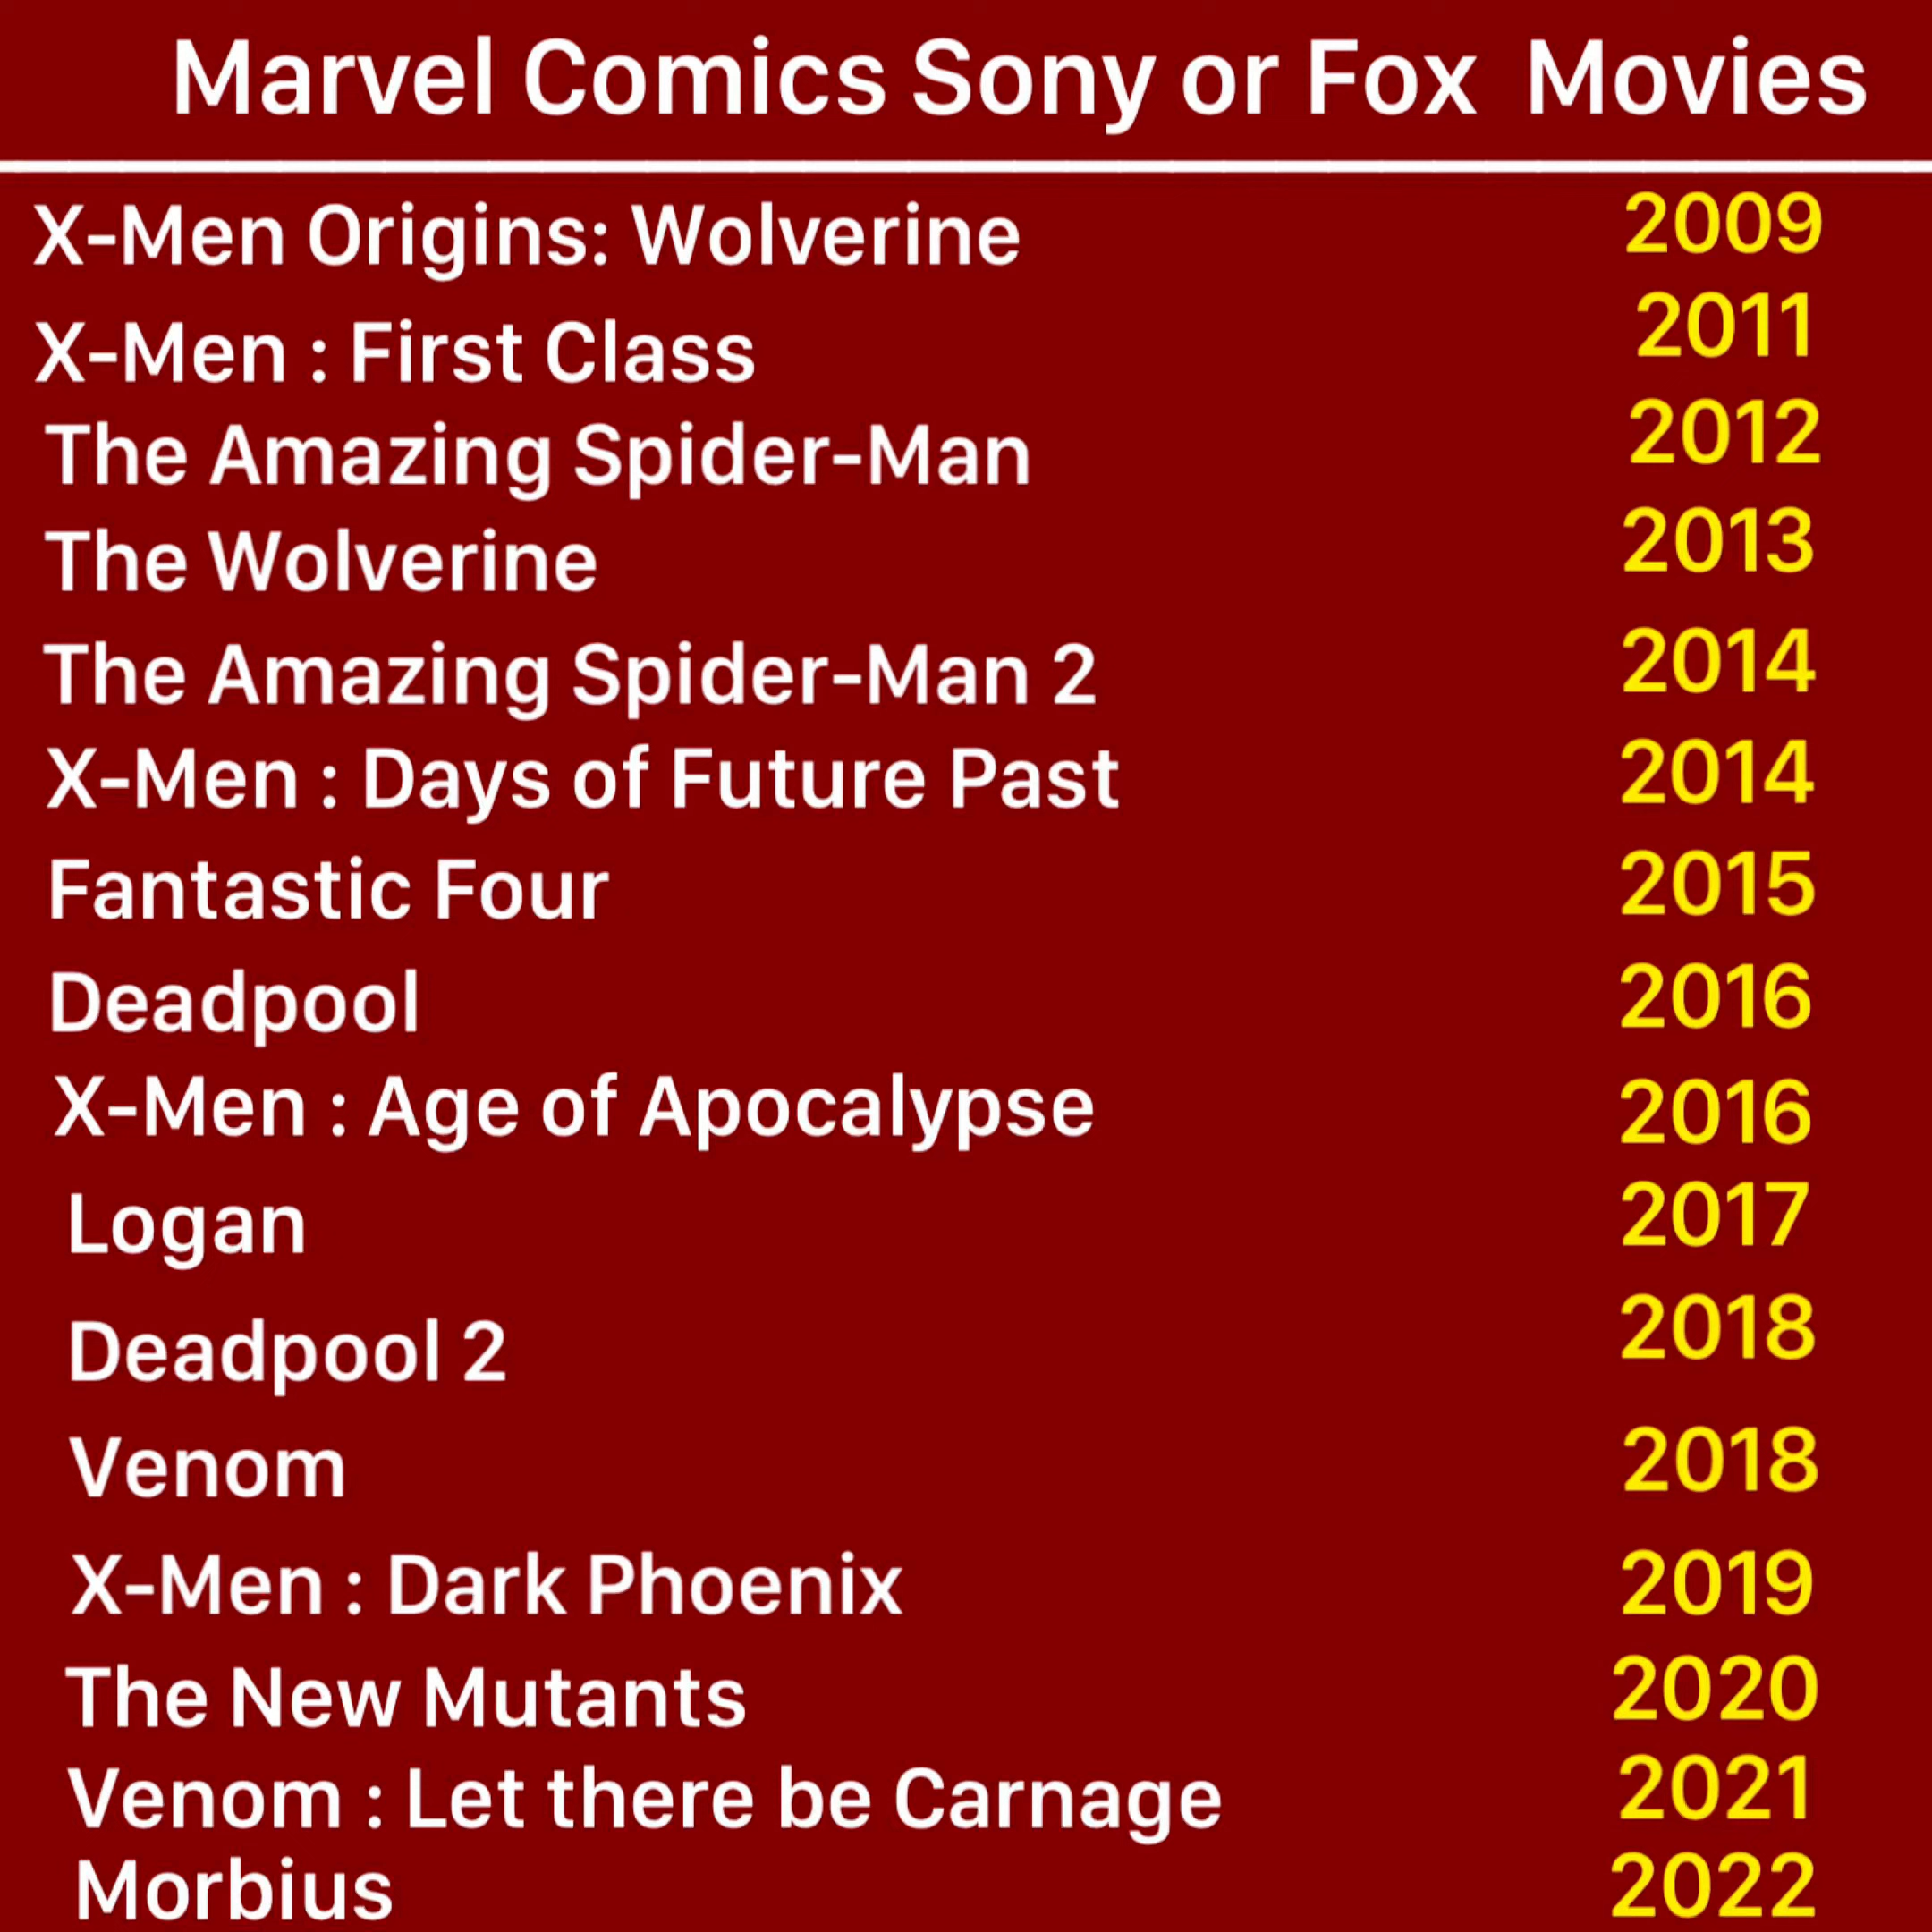 Marvel Comics Sony or Fox Movies
X-Men Origins: Wolverine 2009
X-Men : First Class 2011
The Amazing Spider-Man 2012
The Wolverine 2013
The Amazing Spider-Man 2 2014
X-Men : Days of Future Past 2014
Fantastic Four 2015
Deadpool 2016
X-Men : Age of Apocalypse 2016
Logan 2017
Deadpool 2 2018
Venom 2018
X-Men : Dark Phoenix 2019
The New Mutants 2020
Venom : Let there be Carnage 2021
Morbius 2022